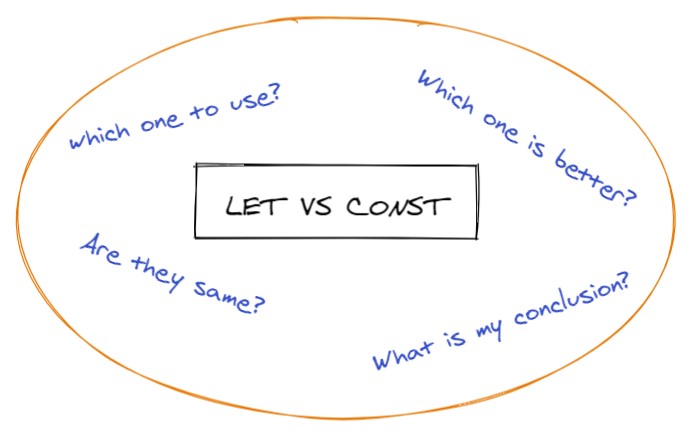 which one to use?
Which one is better?
LET VS CONST
Are they same?
What is my conclusion?